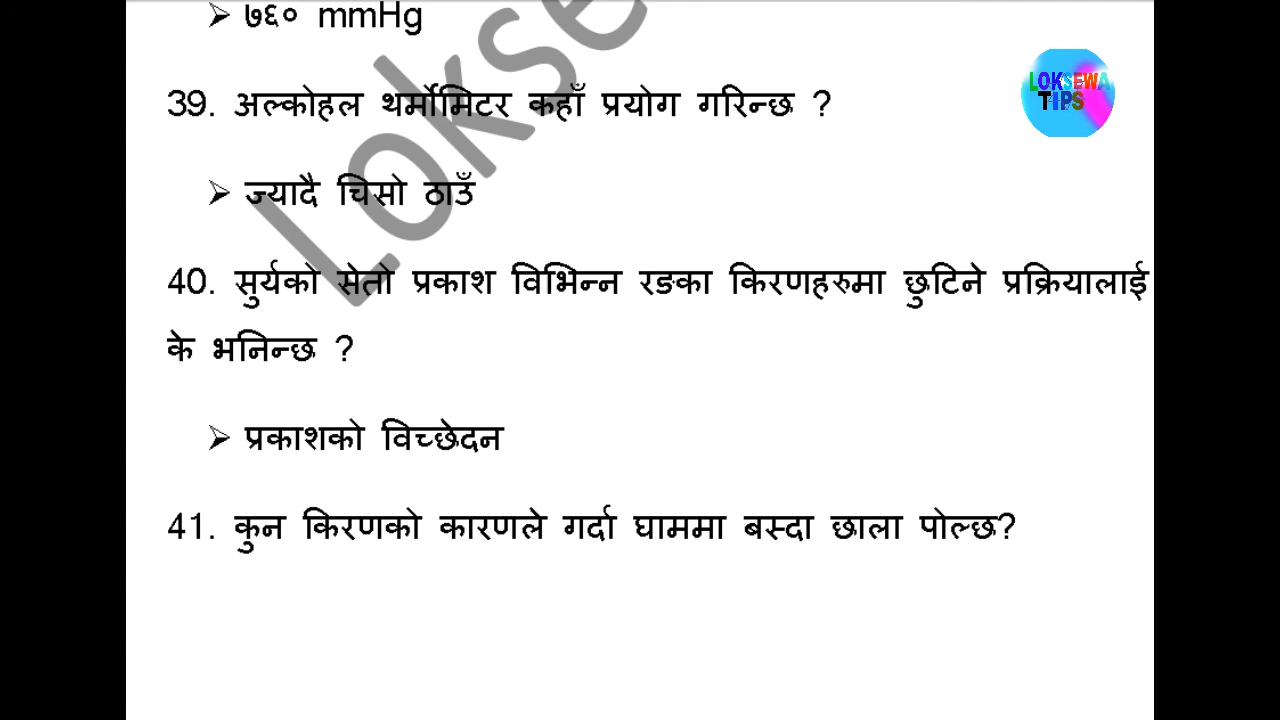 ➢ ७६० mmHg
LOKSEWA
TIPS
39. अल्कोहल थर्मोमिटर कहाँ प्रयोग गरिन्छ ?
➢ ज्यादै चिसो ठाउँ
40. सुर्यको सेतो प्रकाश विभिन्न रङका किरणहरुमा छुटिने प्रक्रियालाई
के भनिन्छ ?
➢ प्रकाशको विच्छेदन
41. कुन किरणको कारणले गर्दा घाममा बस्दा छाला पोल्छ?
Lokse